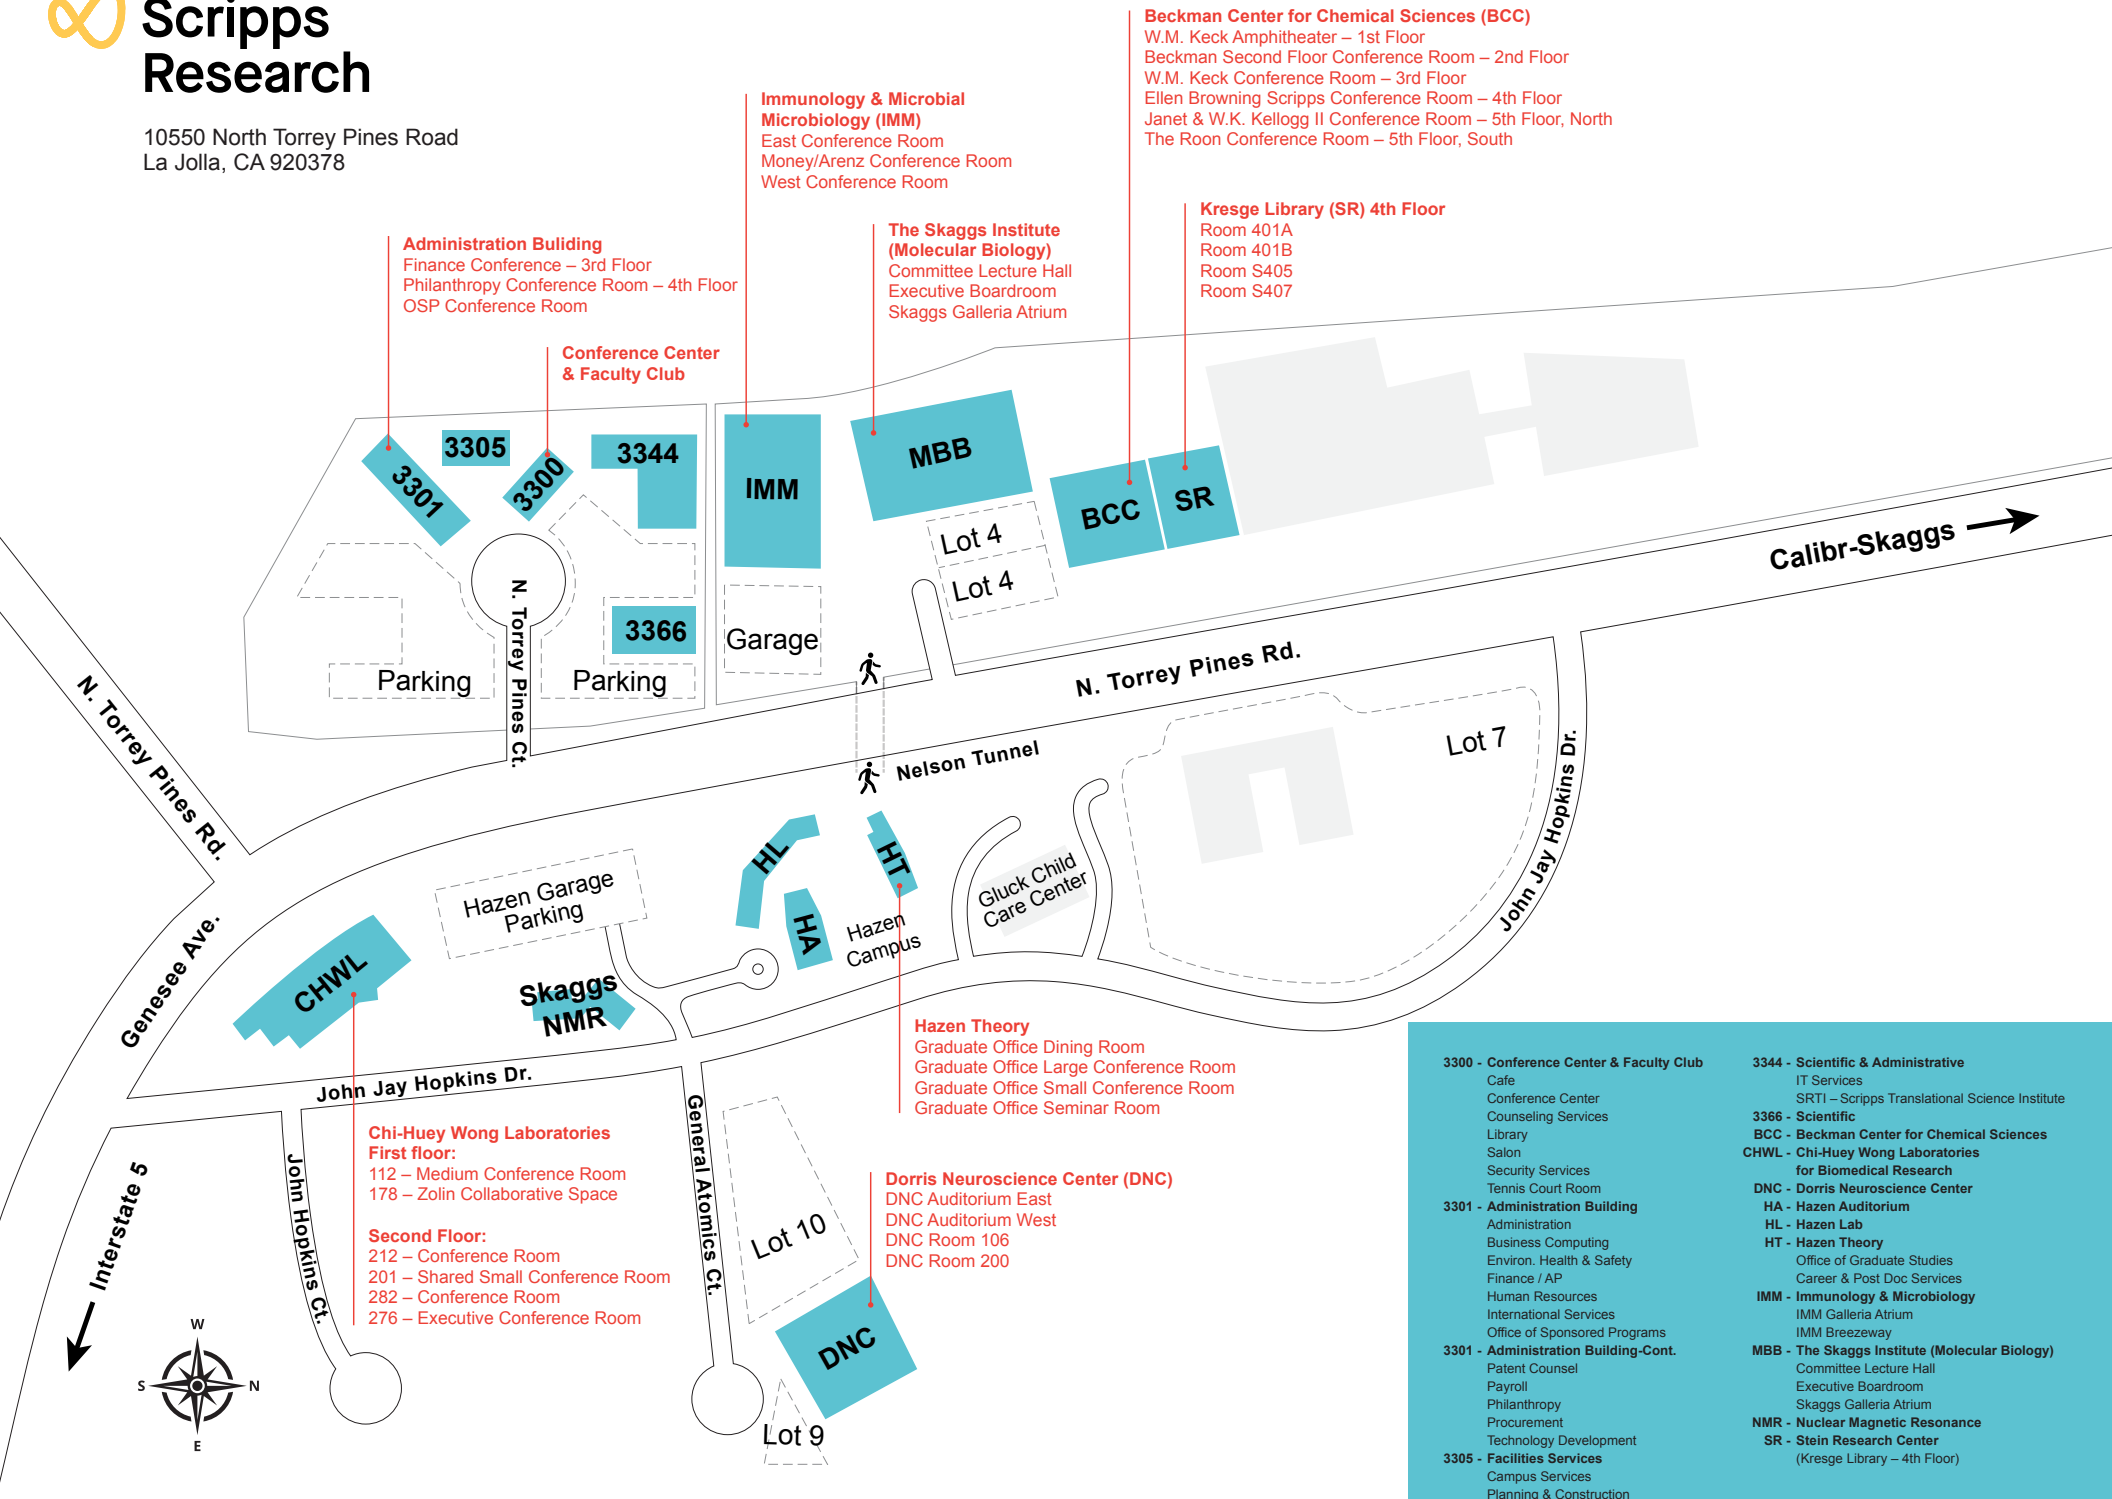 Scripps
Research
10550 North Torrey Pines Road
La Jolla, CA 920378
Beckman Center for Chemical Sciences (BCC)
W.M. Keck Amphitheater – 1st Floor
Beckman Second Floor Conference Room – 2nd Floor
W.M. Keck Conference Room – 3rd Floor
Ellen Browning Scripps Conference Room – 4th Floor
Janet & W.K. Kellogg II Conference Room – 5th Floor, North
The Roon Conference Room – 5th Floor, South
Immunology & Microbial
Microbiology (IMM)
East Conference Room
Money/Arenz Conference Room
West Conference Room
Kresge Library (SR) 4th Floor
Room 401A
Room 401B
Room S405
Room S407
The Skaggs Institute
(Molecular Biology)
Committee Lecture Hall
Executive Boardroom
Skaggs Galleria Atrium
Administration Buliding
Finance Conference – 3rd Floor
Philanthropy Conference Room – 4th Floor
OSP Conference Room
Conference Center
& Faculty Club
3305
3301
3300
3344
IMM
MBB
BCC
SR
Lot 4
Lot 4
Calibr-Skaggs
N. Torrey Pines Ct.
3366
Garage
Parking
Parking
N. Torrey Pines Rd.
N. Torrey Pines Rd.
Nelson Tunnel
Lot 7
John Jay Hopkins Dr.
HL
HT
HA
Hazen
Campus
Gluck Child
Care Center
Hazen Garage
Parking
Genesee Ave.
CHWL
Skaggs
NMR
John Jay Hopkins Dr.
Hazen Theory
Graduate Office Dining Room
Graduate Office Large Conference Room
Graduate Office Small Conference Room
Graduate Office Seminar Room
Chi-Huey Wong Laboratories
First floor:
112 – Medium Conference Room
178 – Zolin Collaborative Space
Second Floor:
212 – Conference Room
201 – Shared Small Conference Room
282 – Conference Room
276 – Executive Conference Room
General Atomics Ct.
John Hopkins Ct.
Interstate 5
Lot 10
Dorris Neuroscience Center (DNC)
DNC Auditorium East
DNC Auditorium West
DNC Room 106
DNC Room 200
DNC
Lot 9
W
S
N
E
3300 - Conference Center & Faculty Club
Cafe
Conference Center
Counseling Services
Library
Salon
Security Services
Tennis Court Room
3301 - Administration Building
Administration
Business Computing
Environ. Health & Safety
Finance / AP
Human Resources
International Services
Office of Sponsored Programs
3301 - Administration Building-Cont.
Patent Counsel
Payroll
Philanthropy
Procurement
Technology Development
3305 - Facilities Services
Campus Services
Planning & Construction
3344 - Scientific & Administrative
IT Services
SRTI – Scripps Translational Science Institute
3366 - Scientific
BCC - Beckman Center for Chemical Sciences
CHWL - Chi-Huey Wong Laboratories
for Biomedical Research
DNC - Dorris Neuroscience Center
HA - Hazen Auditorium
HL - Hazen Lab
HT - Hazen Theory
Office of Graduate Studies
Career & Post Doc Services
IMM - Immunology & Microbiology
IMM Galleria Atrium
IMM Breezeway
MBB - The Skaggs Institute (Molecular Biology)
Committee Lecture Hall
Executive Boardroom
Skaggs Galleria Atrium
NMR - Nuclear Magnetic Resonance
SR - Stein Research Center
(Kresge Library – 4th Floor)